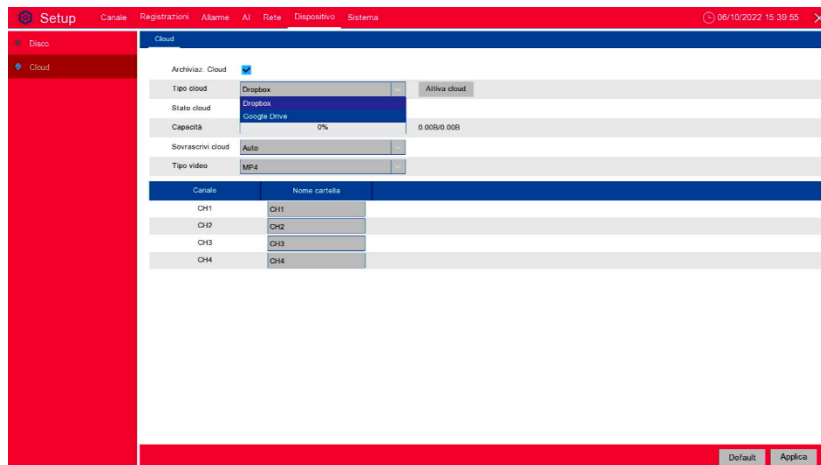 Setup Canale Registrazioni Allarme AI Rete Dispositivo Sistema 06/10/2022 15 39 55
Disco
Cloud
Cloud
Archiviaz. Cloud
Tipo cloud Dropbox Attiva cloud
Dropbox
Stato cloud
Google Drive
Capacità 0% 0.00B/0.00B
Sovrascrivi cloud Auto
Tipo video MP4
Canale Nome cartella
CH1 CH1
CH2 CH2
CH3 CH3
CH4 CH4
Default Applica